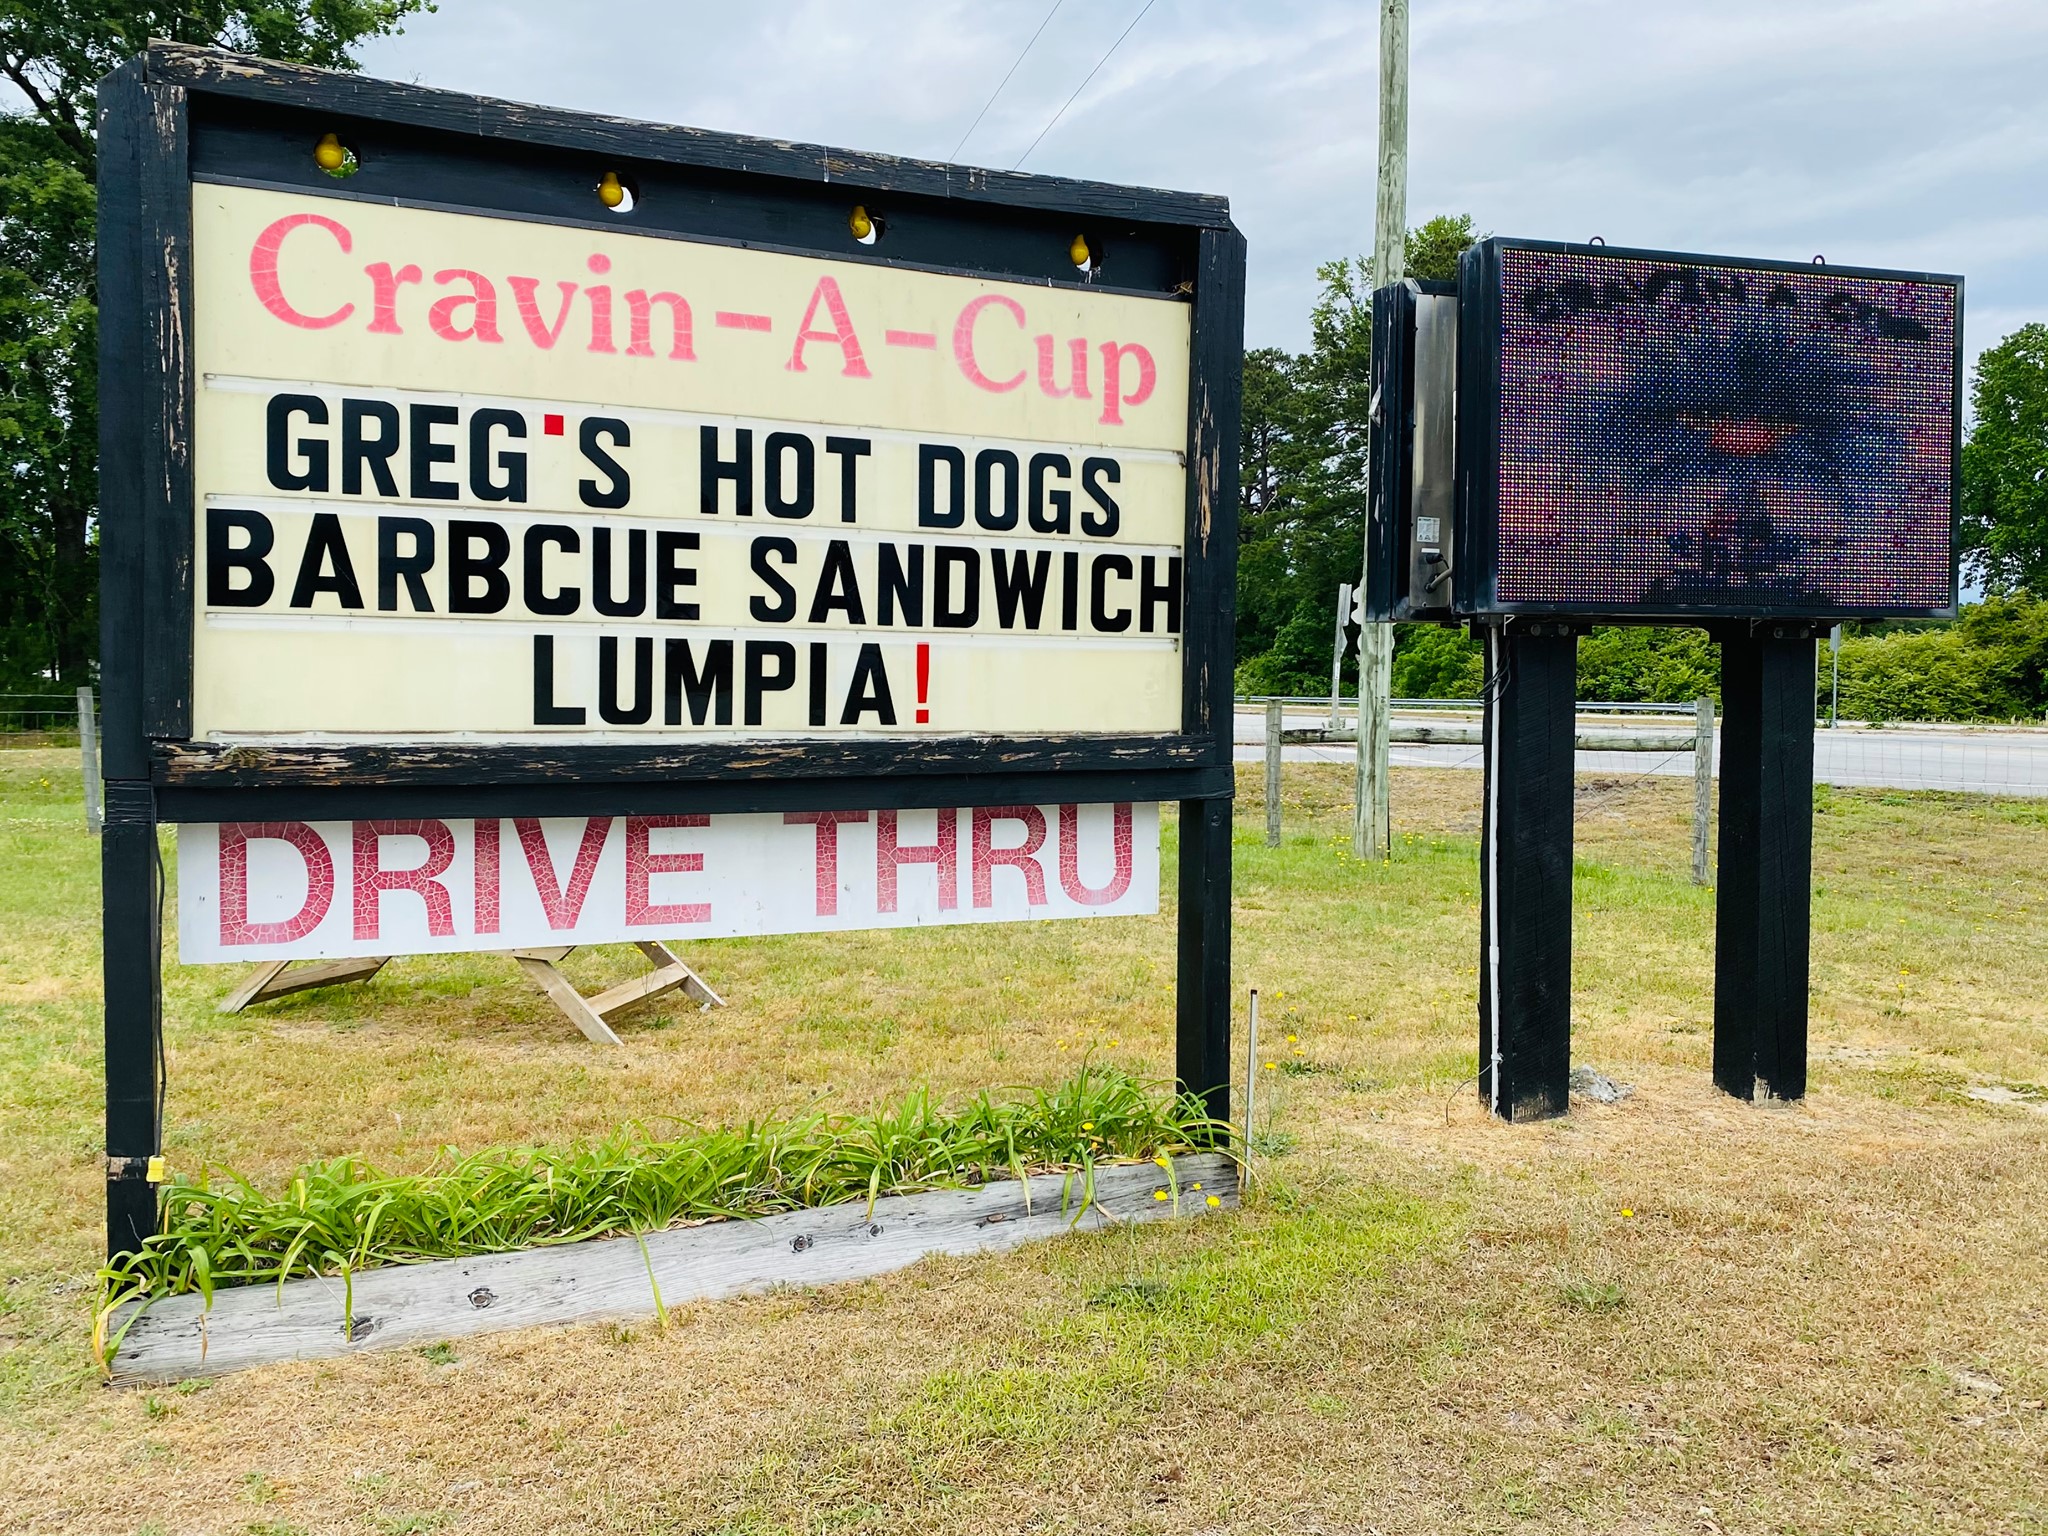 Cravin-A-Cup
GREG'S HOT DOGS
BARBCUE SANDWICH
LUMPIA!
DRIVE THRU